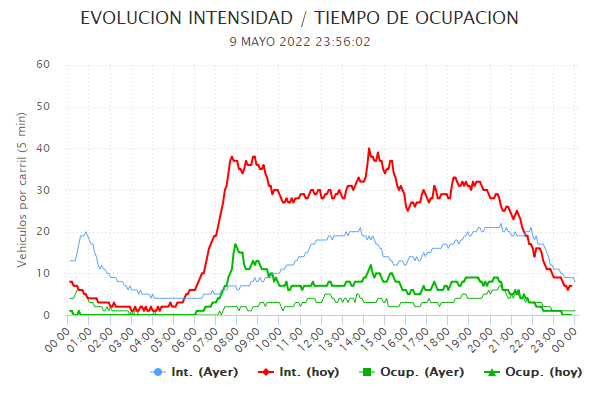 EVOLUCION INTENSIDAD / TIEMPO DE OCUPACION
9 MAYO 2022 23:56:02
Vehiculos por carril (5 min)
60
50
40
30
20
10
0
00:00 01:00 02:00 03:00 04:00 05:00 06:00 07:00 08:00 09:00 10:00 11:00 12:00 13:00 14:00 15:00 16:00 17:00 18:00 19:00 20:00 21:00 22:00 23:00 00:00
Int. (Ayer) Int. (hoy) Ocup. (Ayer) Ocup. (hoy)